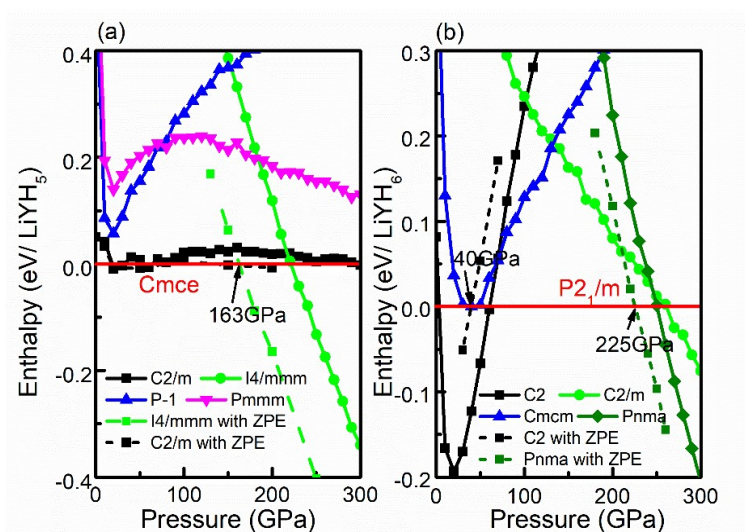 (a)
(b)
0.4
0.2
0.0
-0.2
-0.4
Enthalpy (eV/ LiYH5)
Cmce
163GPa
C2/m
I4/mmm
P-1
Pmmm
I4/mmm with ZPE
C2/m with ZPE
0
100
200
300
Pressure (GPa)
0.3
0.2
0.1
0.0
-0.1
-0.2
Enthalpy (eV/ LiYH6)
40GPa
P21/m
225GPa
C2
C2/m
Cmcm
Pnma
C2 with ZPE
Pnma with ZPE
0
100
200
300
Pressure (GPa)